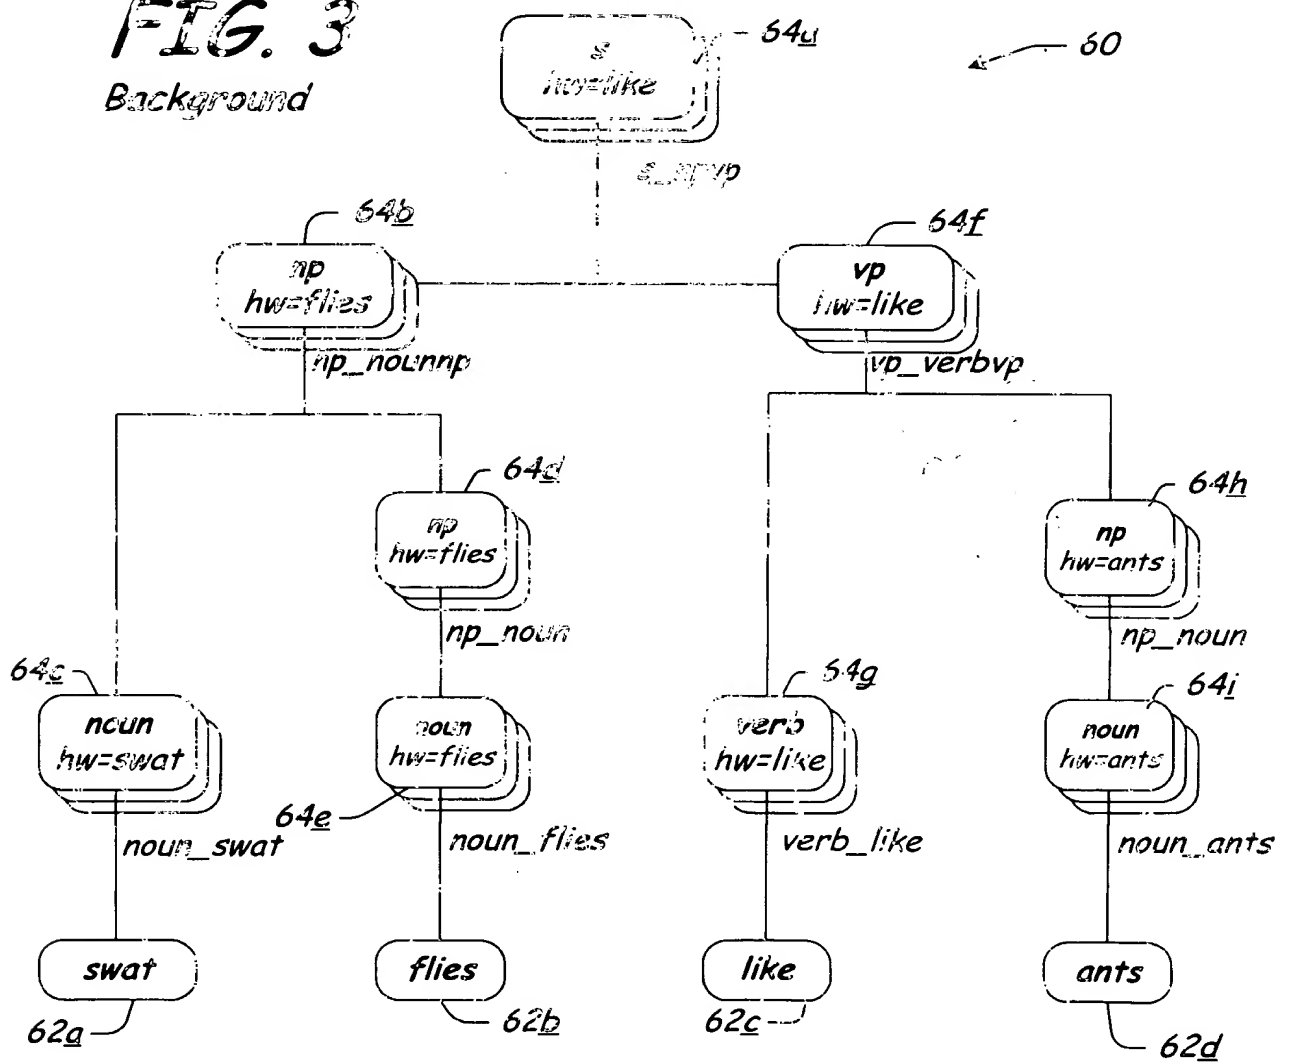 FIG. 3
Background
64a
60
s
hw=like
s_npvp
64b
64f
np
hw=flies
vp
hw=like
np_nounnp
vp_verbvp
64d
64h
np
hw=flies
np
hw=ants
np_noun
np_noun
64c
64g
64i
noun
hw=swat
noun
hw=flies
verb
hw=like
noun
hw=ants
64e
noun_swat
noun_flies
verb_like
noun_ants
swat
flies
like
ants
62a
62b
62c
62d